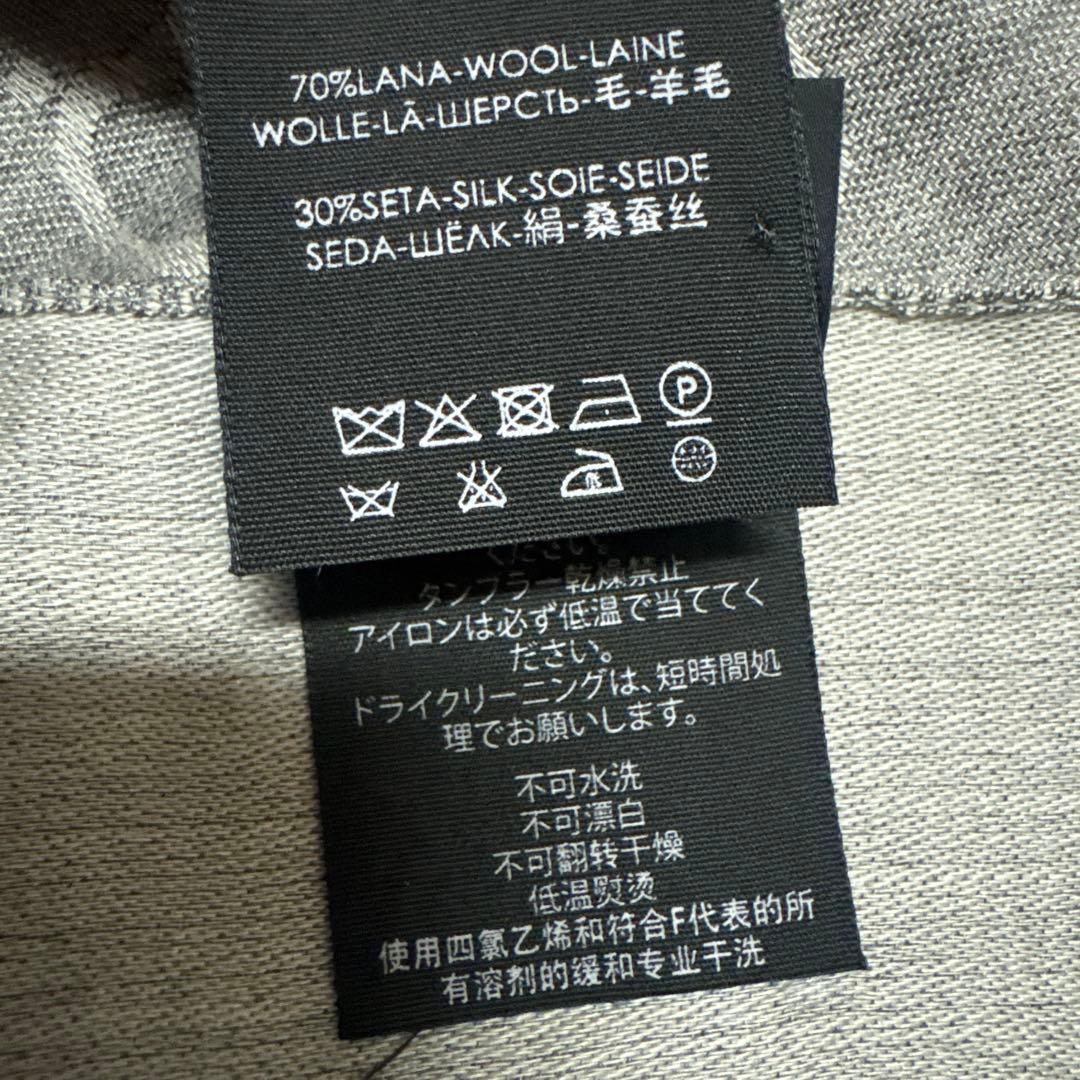 70%LANA-WOOL-LAINE
WOLLE-LÃ-ШЕРСТЬ-毛-羊毛
30%SETA-SILK-SOIE-SEIDE
SEDA-ШЁЛК-絹-桑蚕丝
P
低
ください。
タンブラー乾燥禁止
アイロンは必ず低温で当ててく
ださい。
ドライクリーニングは、短時間処
理でお願いします。
不可水洗
不可漂白
不可翻转干燥
低温熨烫
使用四氯乙烯和符合F代表的所
有溶剂的缓和专业干洗